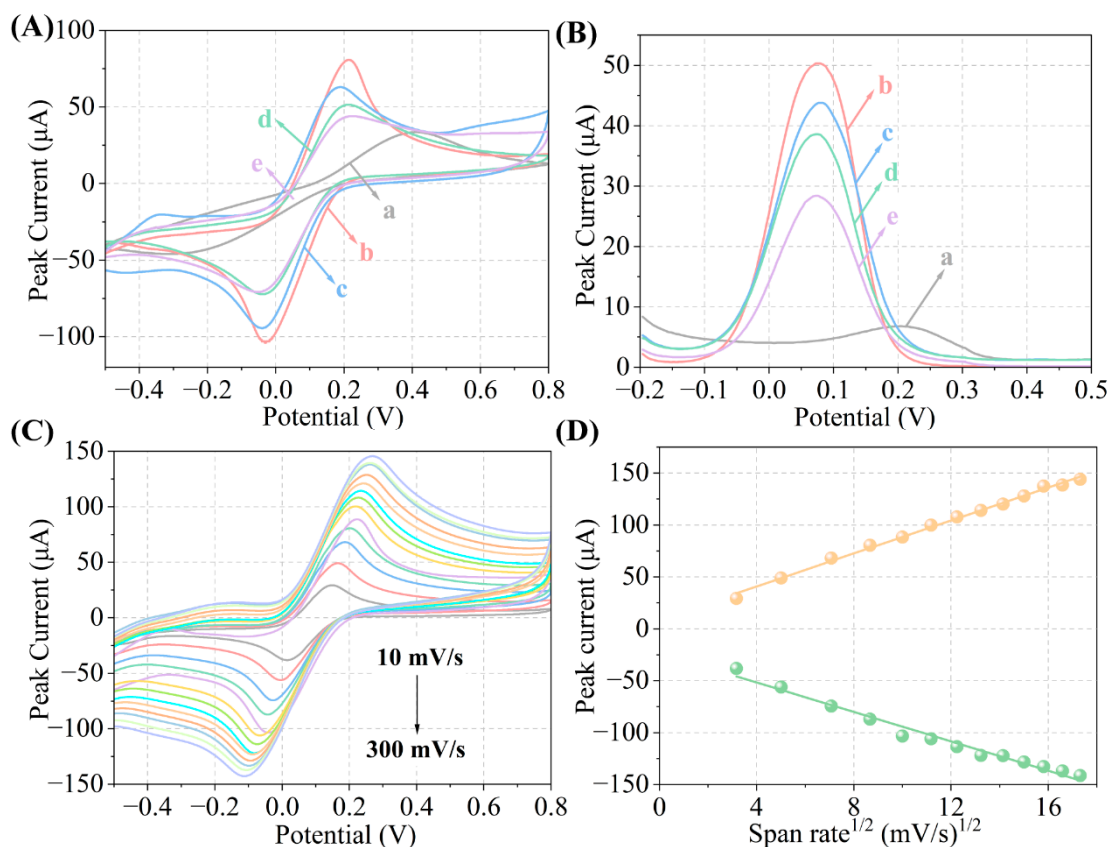 (A)
100
50
0
−50
−100
Peak Current (μA)
d
e
a
b
c
−0.4
−0.2
0.0
0.2
0.4
0.6
0.8
Potential (V)
(B)
50
40
30
20
10
0
Peak Current (μA)
b
c
d
e
a
−0.2
−0.1
0.0
0.1
0.2
0.3
0.4
0.5
Potential (V)
(C)
150
100
50
0
−50
−100
−150
Peak Current (μA)
10 mV/s
300 mV/s
−0.4
−0.2
0.0
0.2
0.4
0.6
0.8
Potential (V)
(D)
150
100
50
0
−50
−100
−150
Peak current (μA)
0
4
8
12
16
Span rate^1/2 (mV/s)^1/2